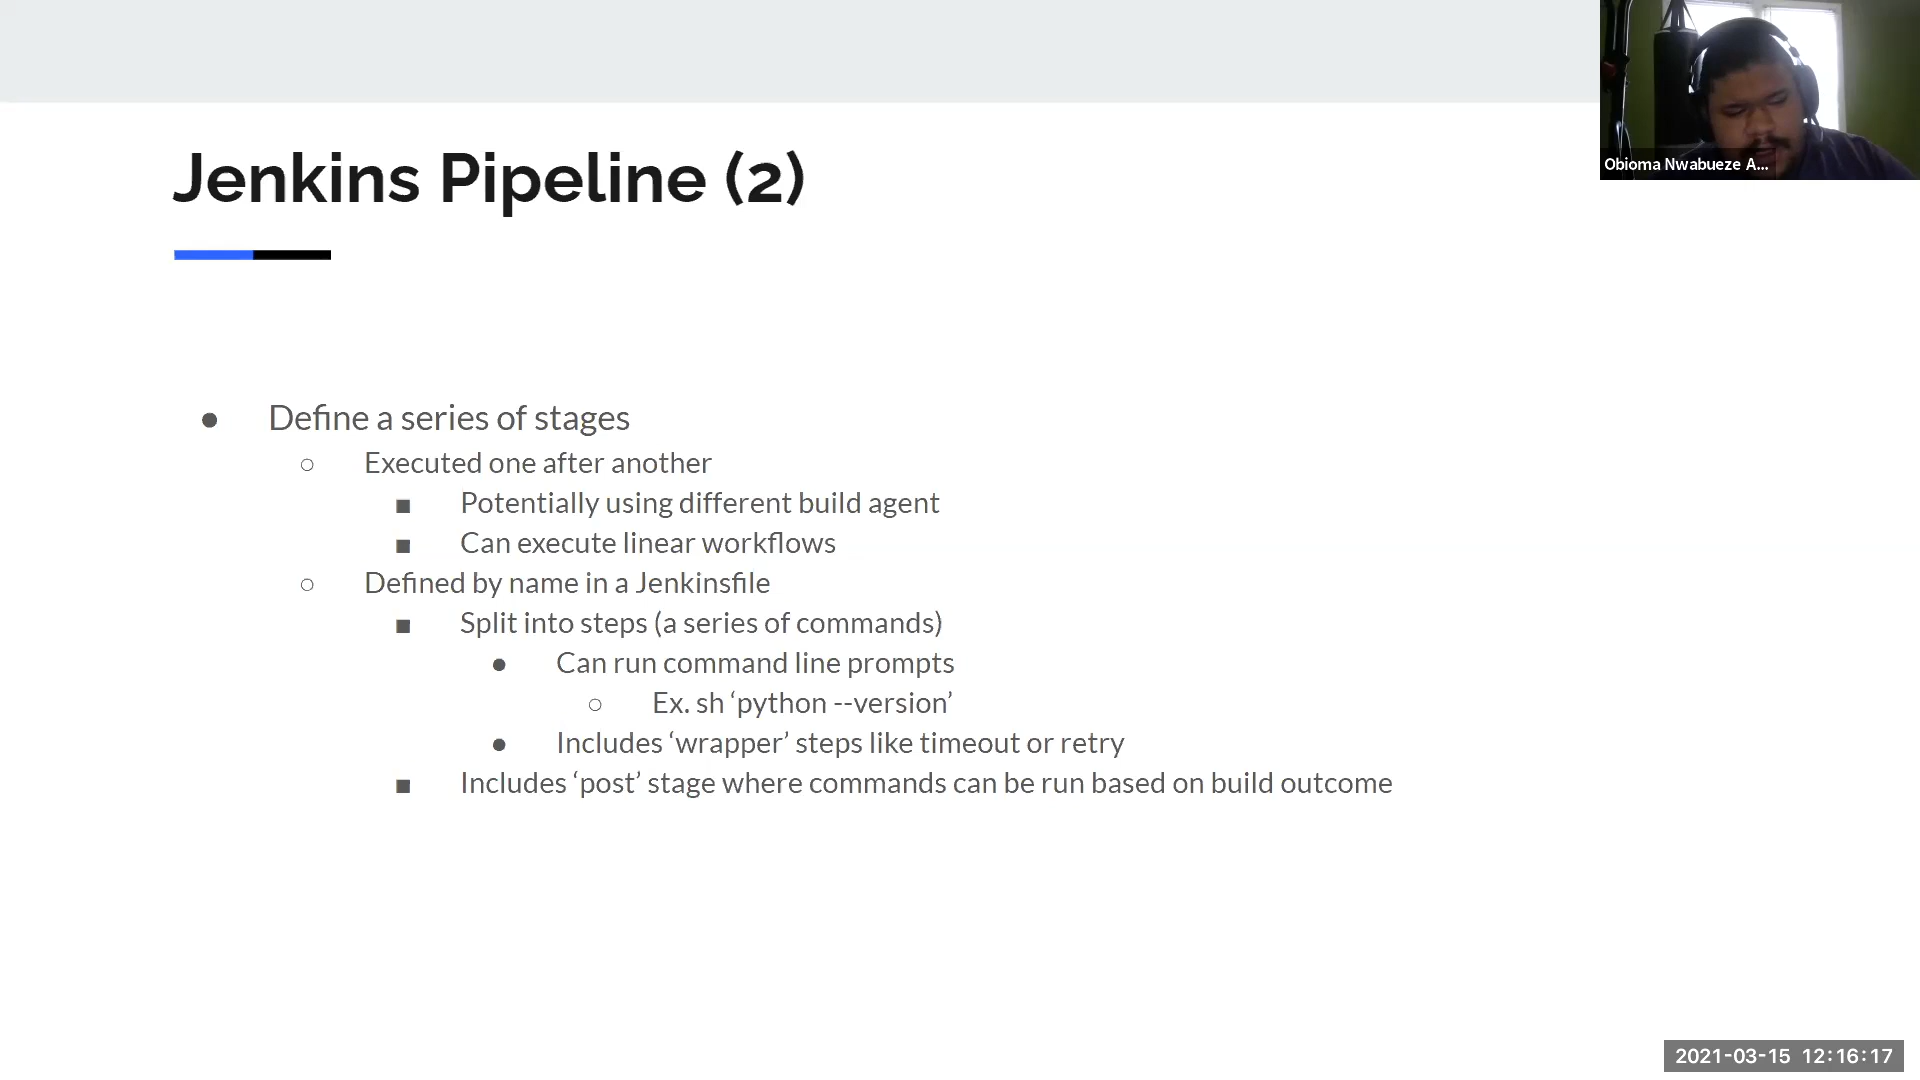 Obioma Nwabueze A...
Jenkins Pipeline (2)
● Define a series of stages
○ Executed one after another
■ Potentially using different build agent
■ Can execute linear workflows
○ Defined by name in a Jenkinsfile
■ Split into steps (a series of commands)
● Can run command line prompts
○ Ex. sh ‘python --version’
● Includes ‘wrapper’ steps like timeout or retry
■ Includes ‘post’ stage where commands can be run based on build outcome
2021-03-15 12:16:17